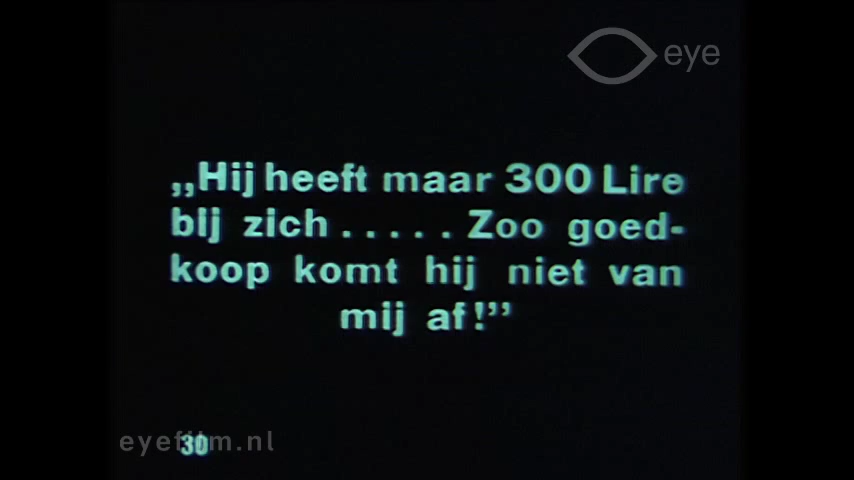 eye
„Hij heeft maar 300 Lire
bij zich ..... Zoo goed-
koop komt hij niet van
mij af!”
eyefilm.nl
30